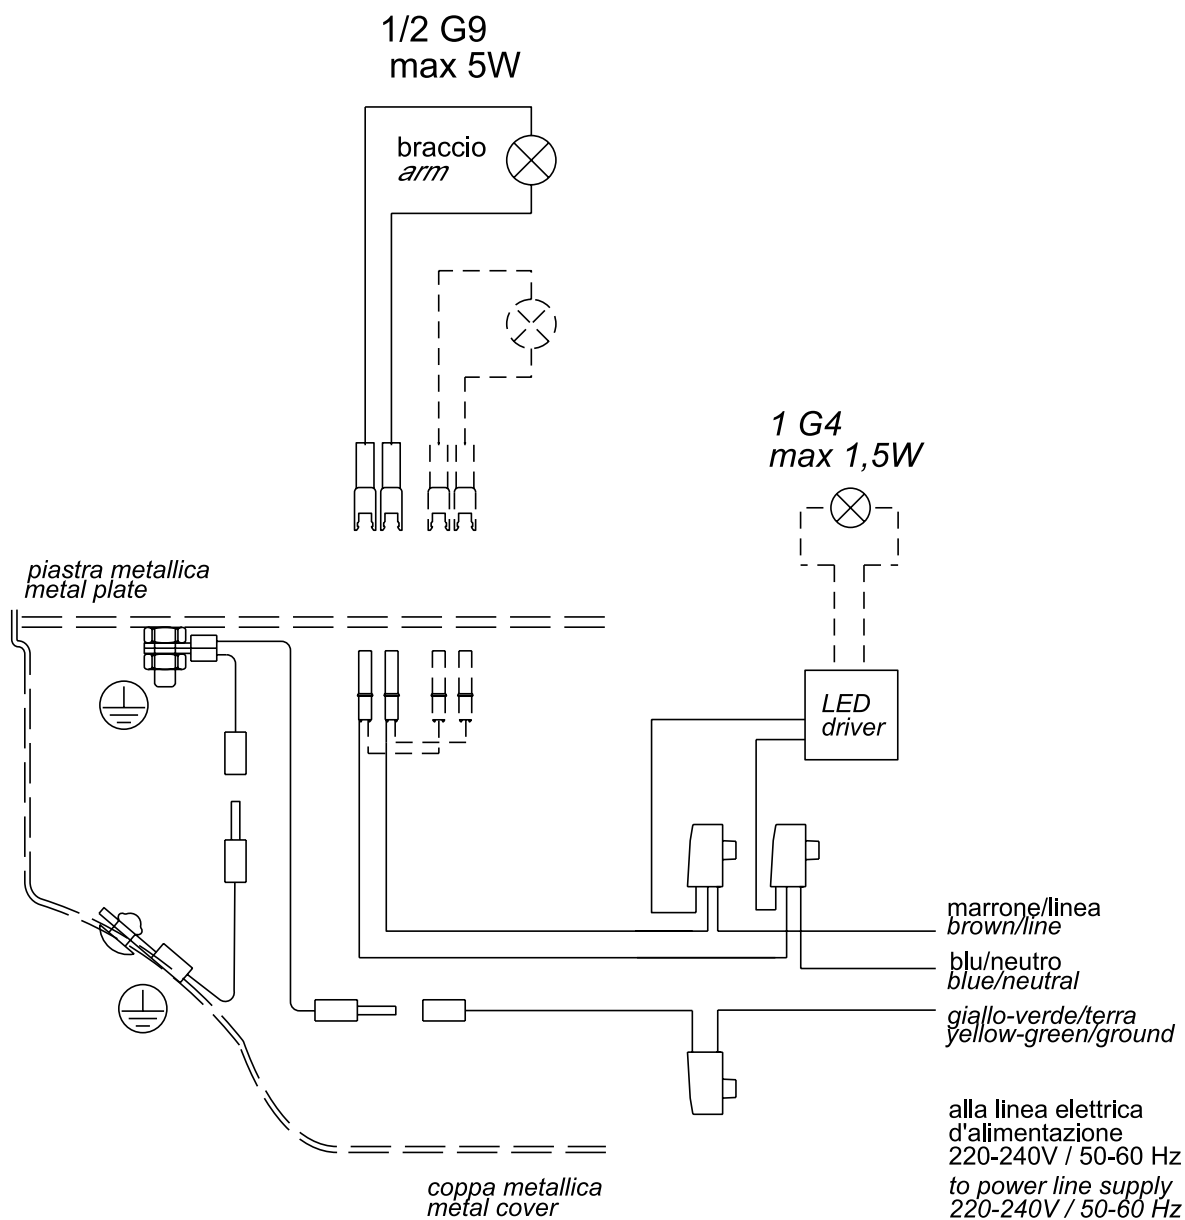 1/2 G9
max 5W
braccio
arm
1 G4
max 1,5W
piastra metallica
metal plate
LED
driver
marrone/linea
brown/line
blu/neutro
blue/neutral
giallo-verde/terra
yellow-green/ground
alla linea elettrica
d'alimentazione
220-240V / 50-60 Hz
to power line supply
220-240V / 50-60 Hz
coppa metallica
metal cover